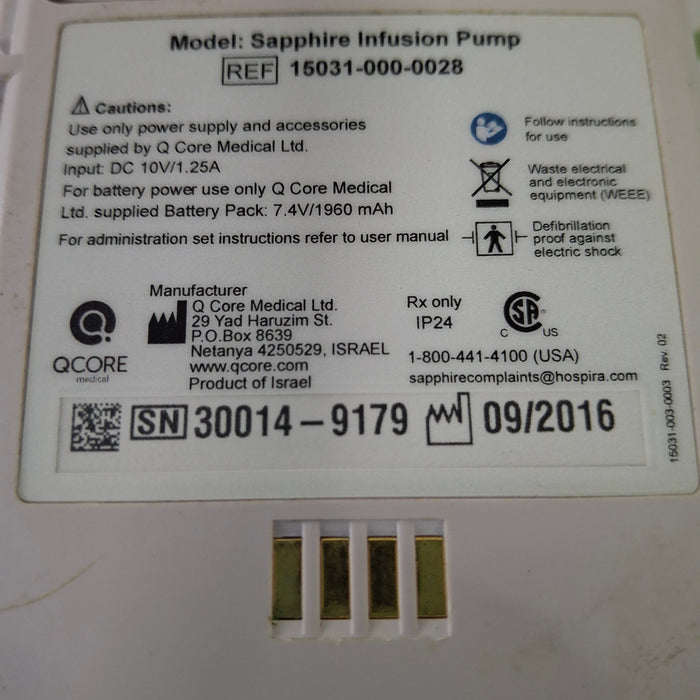 Model: Sapphire Infusion Pump
REF 15031-000-0028
Cautions:
Use only power supply and accessories
supplied by Q Core Medical Ltd.
Input: DC 10V/1.25A
For battery power use only Q Core Medical
Ltd. supplied Battery Pack: 7.4V/1960 mAh
For administration set instructions refer to user manual
Follow instructions
for use
Waste electrical
and electronic
equipment (WEEE)
Defibrillation
proof against
electric shock
QCORE
medical
Manufacturer
Q Core Medical Ltd.
29 Yad Haruzim St.
P.O.Box 8639
Netanya 4250529, ISRAEL
www.qcore.com
Product of Israel
Rx only
IP24
CSA
C US
1-800-441-4100 (USA)
sapphirecomplaints@hospira.com
SN 30014-9179 09/2016
15031-003-0003 Rev. 02